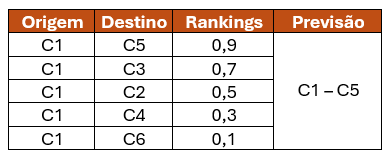 Origem Destino Rankings Previsão
C1 C5 0,9
C1 C3 0,7
C1 C2 0,5 C1 – C5
C1 C4 0,3
C1 C6 0,1